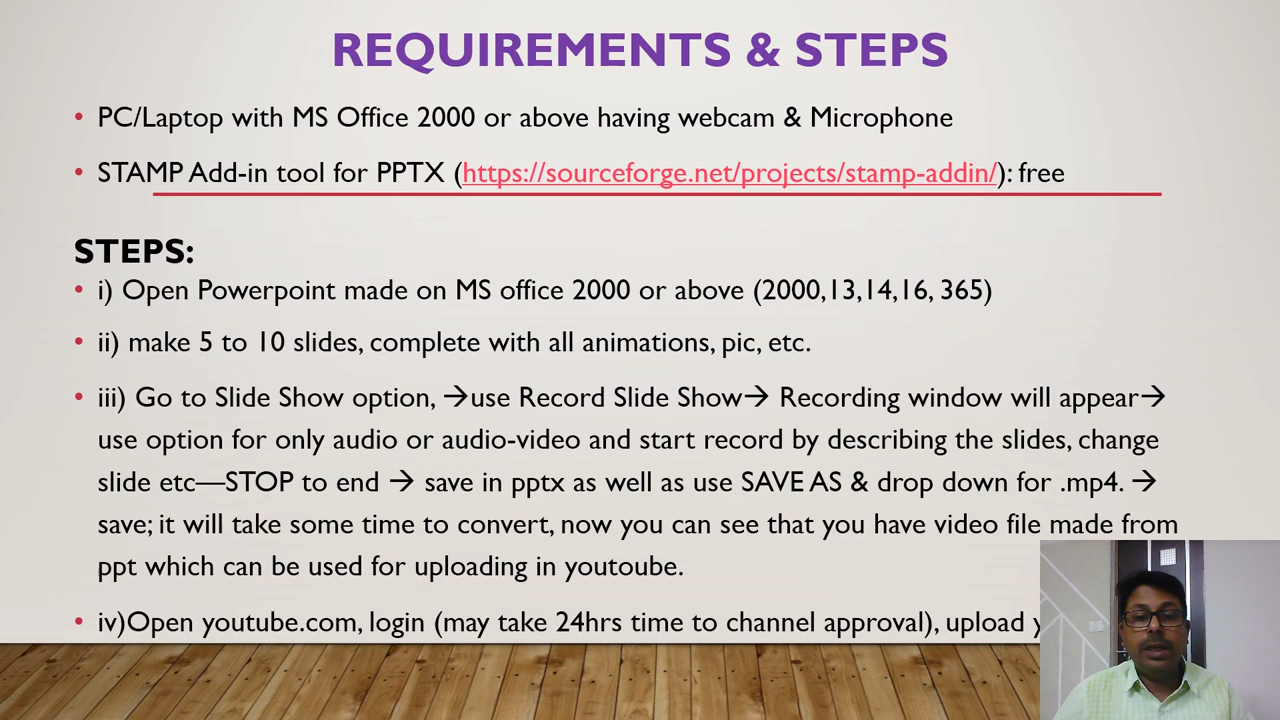 REQUIREMENTS & STEPS
• PC/Laptop with MS Office 2000 or above having webcam & Microphone
• STAMP Add-in tool for PPTX (https://sourceforge.net/projects/stamp-addin/): free
STEPS:
• i) Open Powerpoint made on MS office 2000 or above (2000,13,14,16, 365)
• ii) make 5 to 10 slides, complete with all animations, pic, etc.
• iii) Go to Slide Show option, →use Record Slide Show→ Recording window will appear→
use option for only audio or audio-video and start record by describing the slides, change
slide etc—STOP to end → save in pptx as well as use SAVE AS & drop down for .mp4. →
save; it will take some time to convert, now you can see that you have video file made from
ppt which can be used for uploading in youtoube.
• iv)Open youtube.com, login (may take 24hrs time to channel approval), upload